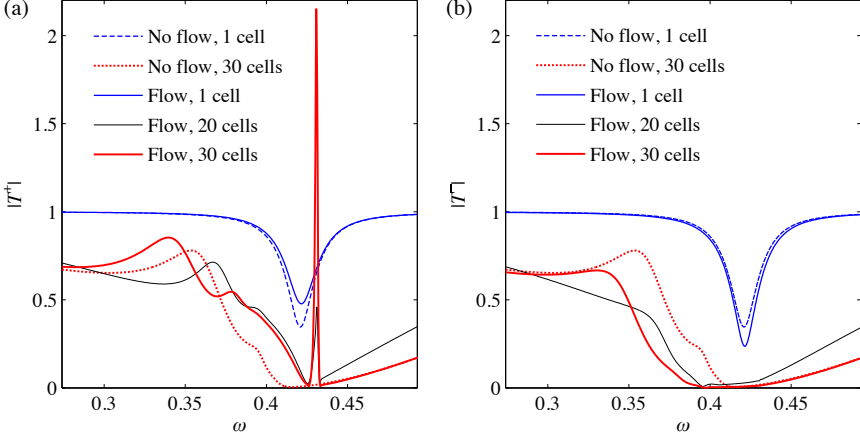 (a)
|T⁺|
2
1.5
1
0.5
0
No flow, 1 cell
No flow, 30 cells
Flow, 1 cell
Flow, 20 cells
Flow, 30 cells
0.3 0.35 0.4 0.45
ω
(b)
|T⁻|
2
1.5
1
0.5
0
No flow, 1 cell
No flow, 30 cells
Flow, 1 cell
Flow, 20 cells
Flow, 30 cells
0.3 0.35 0.4 0.45
ω